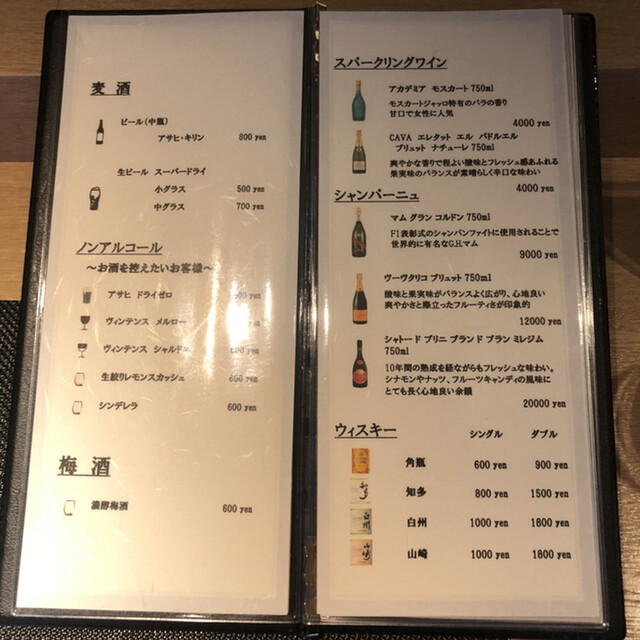 麦 酒
ビール(中瓶)
アサヒ・キリン 800 yen
生ビール スーパードライ
小グラス 500 yen
中グラス 700 yen
ノンアルコール
～お酒を控えたいお客様～
アサヒ ドライゼロ yen
ヴィンテンス メルロー
ヴィンテンス シャルドネ yen
生絞りレモンスカッシュ 600 yen
シンデレラ 600 yen
梅 酒
濃醇梅酒 600 yen
スパークリングワイン
アカデミア モスカート 750ml
モスカートジャッロ特有のバラの香り
甘口で女性に人気
4000 yen
CAVA エレタット エル パドルエル
ブリュット ナチューレ 750ml
爽やかな香りで程よい酸味とフレッシュ感あふれる
果実味のバランスが素晴らしく辛口な味わい
4000 yen
シャンパーニュ
マム グラン コルドン 750ml
F1表彰式のシャンパンファイトに使用されることで
世界的に有名なG.H.マム
9000 yen
ヴーヴクリコ ブリュット 750ml
酸味と果実味がバランスよく広がり、心地良い
爽やかさと際立ったフルーティさが印象的
12000 yen
シャトード ブリニ ブランド ブラン ミレジム
750ml
10年間の熟成を経ながらもフレッシュな味わい。
シナモンやナッツ、フルーツキャンディの風味に
とても長く心地良い余韻
20000 yen
ウィスキー シングル ダブル
角瓶 600 yen 900 yen
知多 800 yen 1500 yen
白州 1000 yen 1800 yen
山崎 1000 yen 1800 yen